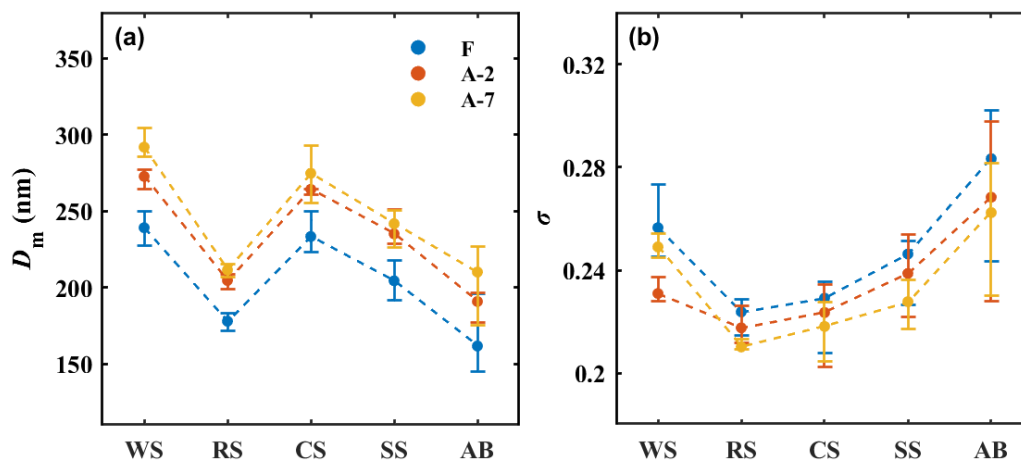 (a)
F
A-2
A-7
350
300
250
200
150
D_m (nm)
WS RS CS SS AB
(b)
0.32
0.28
0.24
0.2
σ
WS RS CS SS AB